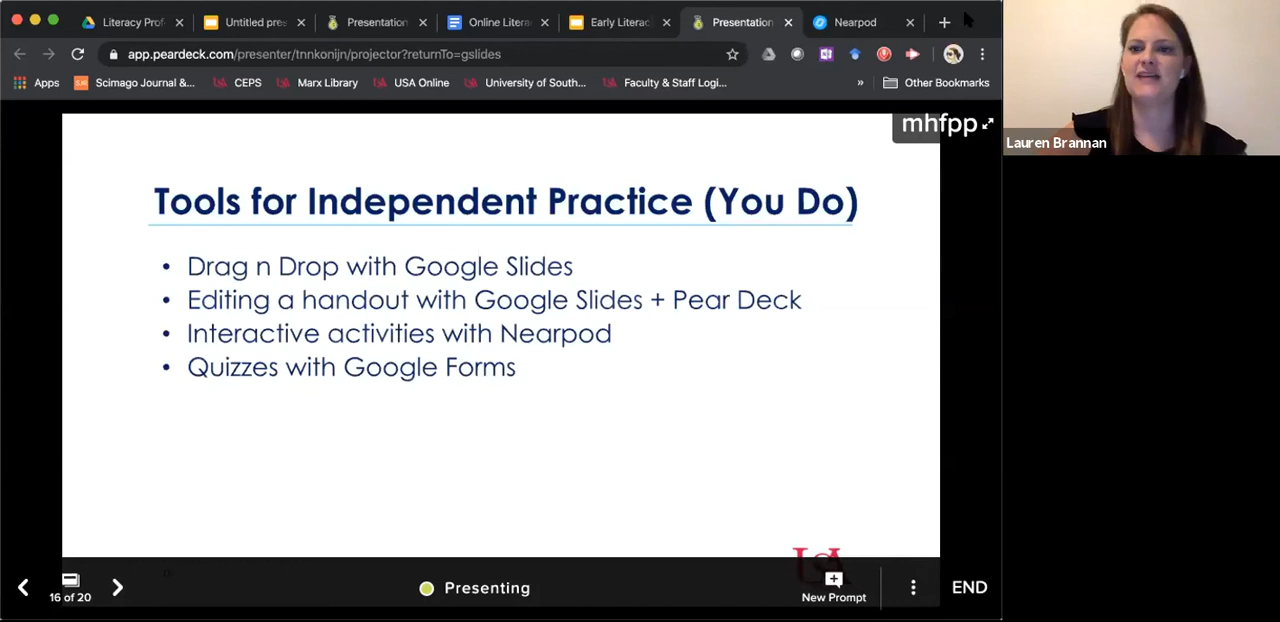 Literacy Prof
Untitled pres
Presentation
Online Litera
Early Literac
Presentation
Nearpod
app.peardeck.com/presenter/tnnkonijn/projector?returnTo=gslides
Apps
Scimago Journal &...
CEPS
Marx Library
USA Online
University of South...
Faculty & Staff Logi...
»
Other Bookmarks
mhfpp
Lauren Brannan
Tools for Independent Practice (You Do)
• Drag n Drop with Google Slides
• Editing a handout with Google Slides + Pear Deck
• Interactive activities with Nearpod
• Quizzes with Google Forms
16 of 20
Presenting
New Prompt
END